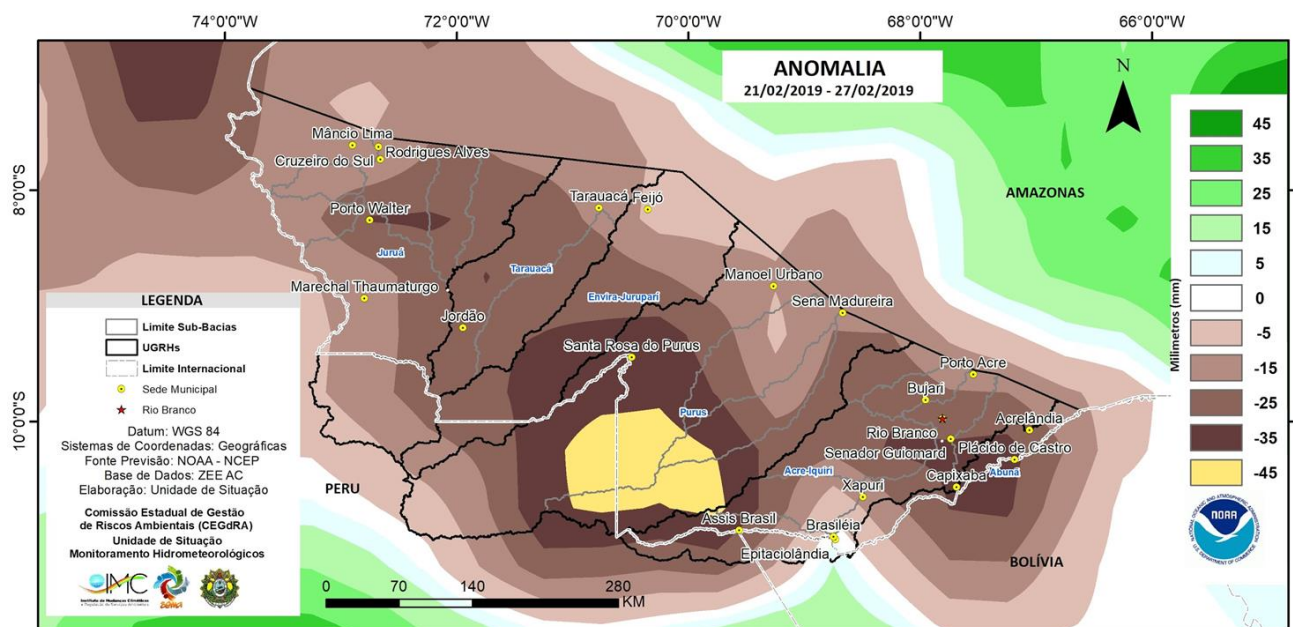 74°0'0"W
72°0'0"W
70°0'0"W
68°0'0"W
66°0'0"W
ANOMALIA
21/02/2019 - 27/02/2019
N
8°0'0"S
10°0'0"S
Mâncio Lima
Cruzeiro do Sul
Rodrigues Alves
Porto Walter
Juruá
Marechal Thaumaturgo
Tarauacá
Feijó
Tarauacá
Jordão
Envira-Jurupari
Santa Rosa do Purus
Manoel Urbano
Sena Madureira
Purus
Porto Acre
Bujari
Rio Branco
Senador Guiomard
Acrelândia
Plácido de Castro
Abunã
Capixaba
Acre-Iquiri
Xapuri
Assis Brasil
Brasiléia
Epitaciolândia
AMAZONAS
PERU
BOLÍVIA
Milímetros (mm)
45
35
25
15
5
0
-5
-15
-25
-35
-45
LEGENDA
Limite Sub-Bacias
UGRHs
Limite Internacional
Sede Municipal
Rio Branco
Datum: WGS 84
Sistemas de Coordenadas: Geográficas
Fonte Previsão: NOAA - NCEP
Base de Dados: ZEE AC
Elaboração: Unidade de Situação
Comissão Estadual de Gestão
de Riscos Ambientais (CEGdRA)
Unidade de Situação
Monitoramento Hidrometeorológicos
IMC
0 70 140 280
KM
NOAA